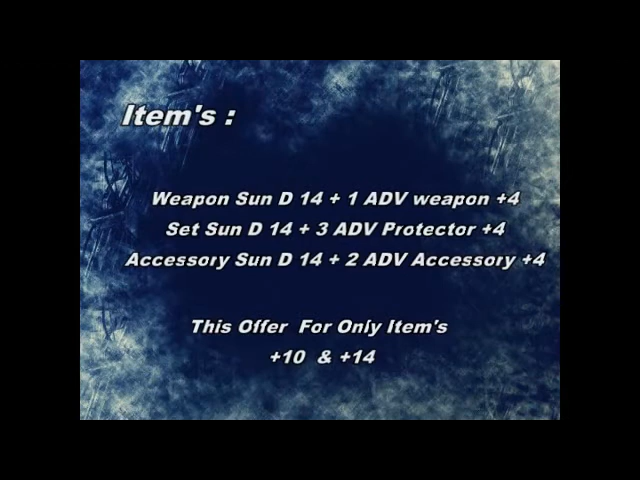 Item's :
Weapon Sun D 14 + 1 ADV weapon +4
Set Sun D 14 + 3 ADV Protector +4
Accessory Sun D 14 + 2 ADV Accessory +4
This Offer For Only Item's
+10 & +14